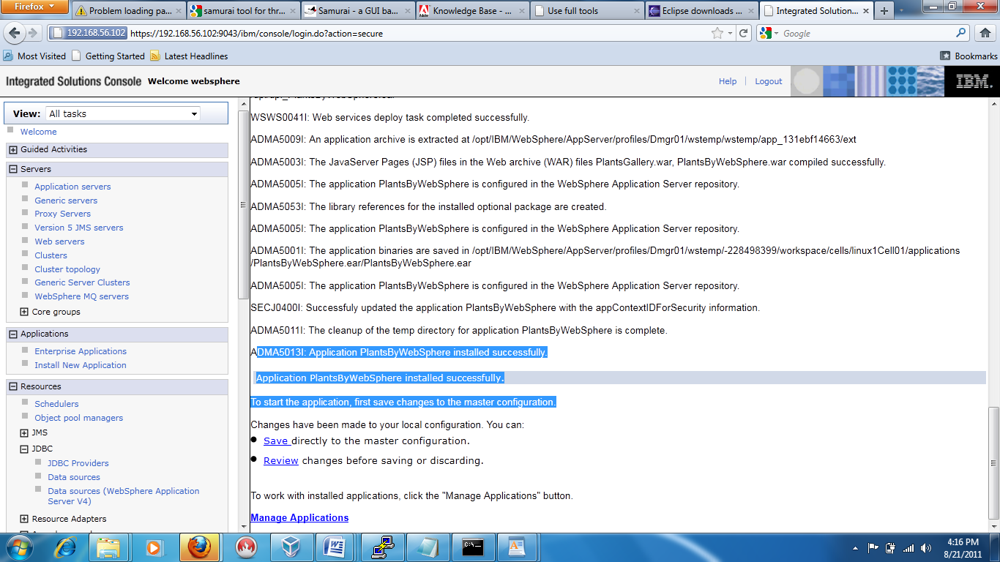 Firefox
Problem loading pa...
samurai tool for thr...
Samurai - a GUI ba...
Knowledge Base - ...
Use full tools
Eclipse downloads ...
Integrated Solution...
192.168.56.102 https://192.168.56.102:9043/ibm/console/login.do?action=secure
Google
Most Visited Getting Started Latest Headlines Bookmarks
Integrated Solutions Console Welcome websphere Help | Logout IBM.
View: All tasks
Welcome
Guided Activities
Servers
Application servers
Generic servers
Proxy Servers
Version 5 JMS servers
Web servers
Clusters
Cluster topology
Generic Server Clusters
WebSphere MQ servers
Core groups
Applications
Enterprise Applications
Install New Application
Resources
Schedulers
Object pool managers
JMS
JDBC
JDBC Providers
Data sources
Data sources (WebSphere Application
Server V4)
Resource Adapters
WSWS0041I: Web services deploy task completed successfully.
ADMA5009I: An application archive is extracted at /opt/IBM/WebSphere/AppServer/profiles/Dmgr01/wstemp/wstemp/app_131ebf14663/ext
ADMA5003I: The JavaServer Pages (JSP) files in the Web archive (WAR) files PlantsGallery.war, PlantsByWebSphere.war compiled successfully.
ADMA5005I: The application PlantsByWebSphere is configured in the WebSphere Application Server repository.
ADMA5053I: The library references for the installed optional package are created.
ADMA5005I: The application PlantsByWebSphere is configured in the WebSphere Application Server repository.
ADMA5001I: The application binaries are saved in /opt/IBM/WebSphere/AppServer/profiles/Dmgr01/wstemp/-228498399/workspace/cells/linux1Cell01/applications
/PlantsByWebSphere.ear/PlantsByWebSphere.ear
ADMA5005I: The application PlantsByWebSphere is configured in the WebSphere Application Server repository.
SECJ0400I: Successfuly updated the application PlantsByWebSphere with the appContextIDForSecurity information.
ADMA5011I: The cleanup of the temp directory for application PlantsByWebSphere is complete.
ADMA5013I: Application PlantsByWebSphere installed successfully.
Application PlantsByWebSphere installed successfully.
To start the application, first save changes to the master configuration.
Changes have been made to your local configuration. You can:
Save directly to the master configuration.
Review changes before saving or discarding.
To work with installed applications, click the "Manage Applications" button.
Manage Applications
4:16 PM
8/21/2011